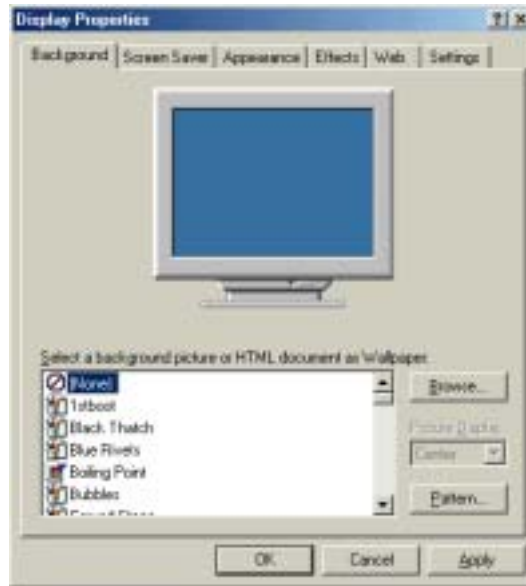 Display Properties
Background Screen Saver Appearance Effects Web Settings
Select a background picture or HTML document as Wallpaper.
(None)
1stboot
Black Thatch
Blue Rivets
Boiling Point
Bubbles
Browse...
Picture Display:
Center
Pattern...
OK Cancel Apply